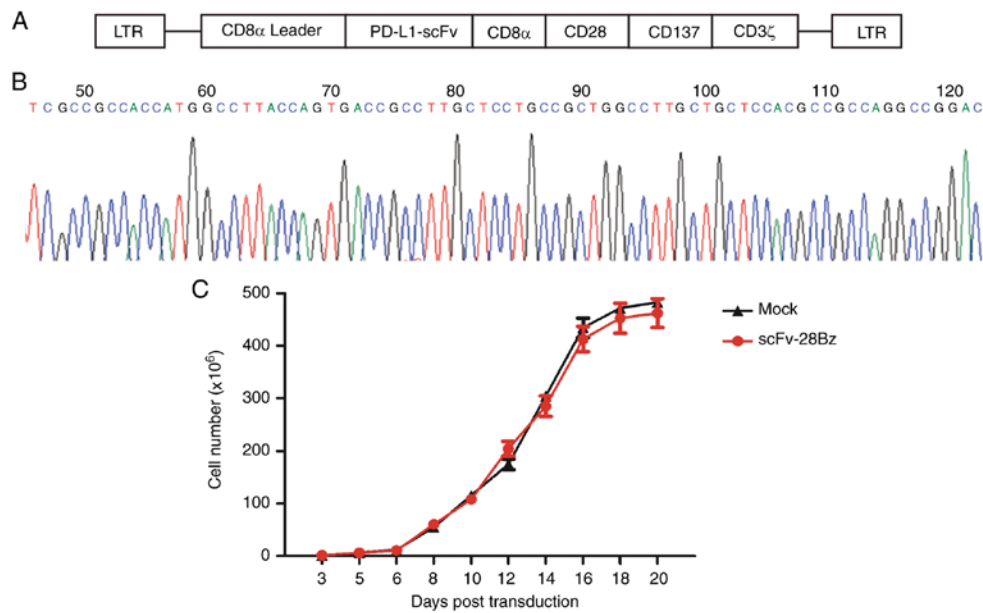 A
LTR
CD8α Leader
PD-L1-scFv
CD8α
CD28
CD137
CD3ζ
LTR
B
50 60 70 80 90 100 110 120
TCGCCGCCACCATGGCCTTACCAGTGACCGCCTTGCTCCTGCCGCTGGCCTTGCTGCTCCACGCCGCCAGGCCGGAC
C
Cell number (x10⁶)
500
400
300
200
100
0
3 5 6 8 10 12 14 16 18 20
Days post transduction
Mock
scFv-28Bz